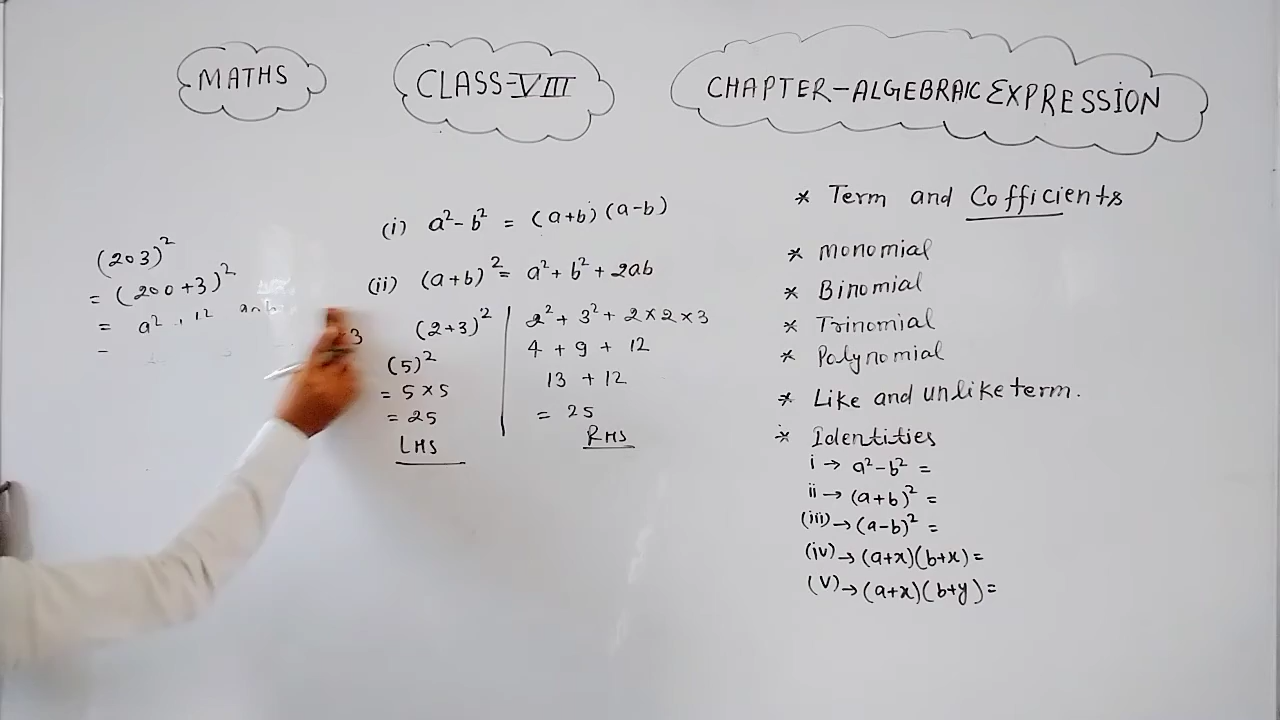 MATHS
CLASS-VIII
CHAPTER-ALGEBRAIC EXPRESSION
(203)²
= (200+3)²
= a²
(i) a²-b² = (a+b)(a-b)
(ii) (a+b)² = a²+b²+2ab
(2+3)²
(5)²
= 5×5
= 25
LHS
2²+3²+2×2×3
4+9+12
13+12
= 25
RHS
* Term and Cofficients
* Monomial
* Binomial
* Trinomial
* Polynomial
* Like and unlike term.
* Identities
i → a²-b² =
ii → (a+b)² =
(iii) → (a-b)² =
(iv) → (a+x)(b+x)=
(V) → (a+x)(b+y)=